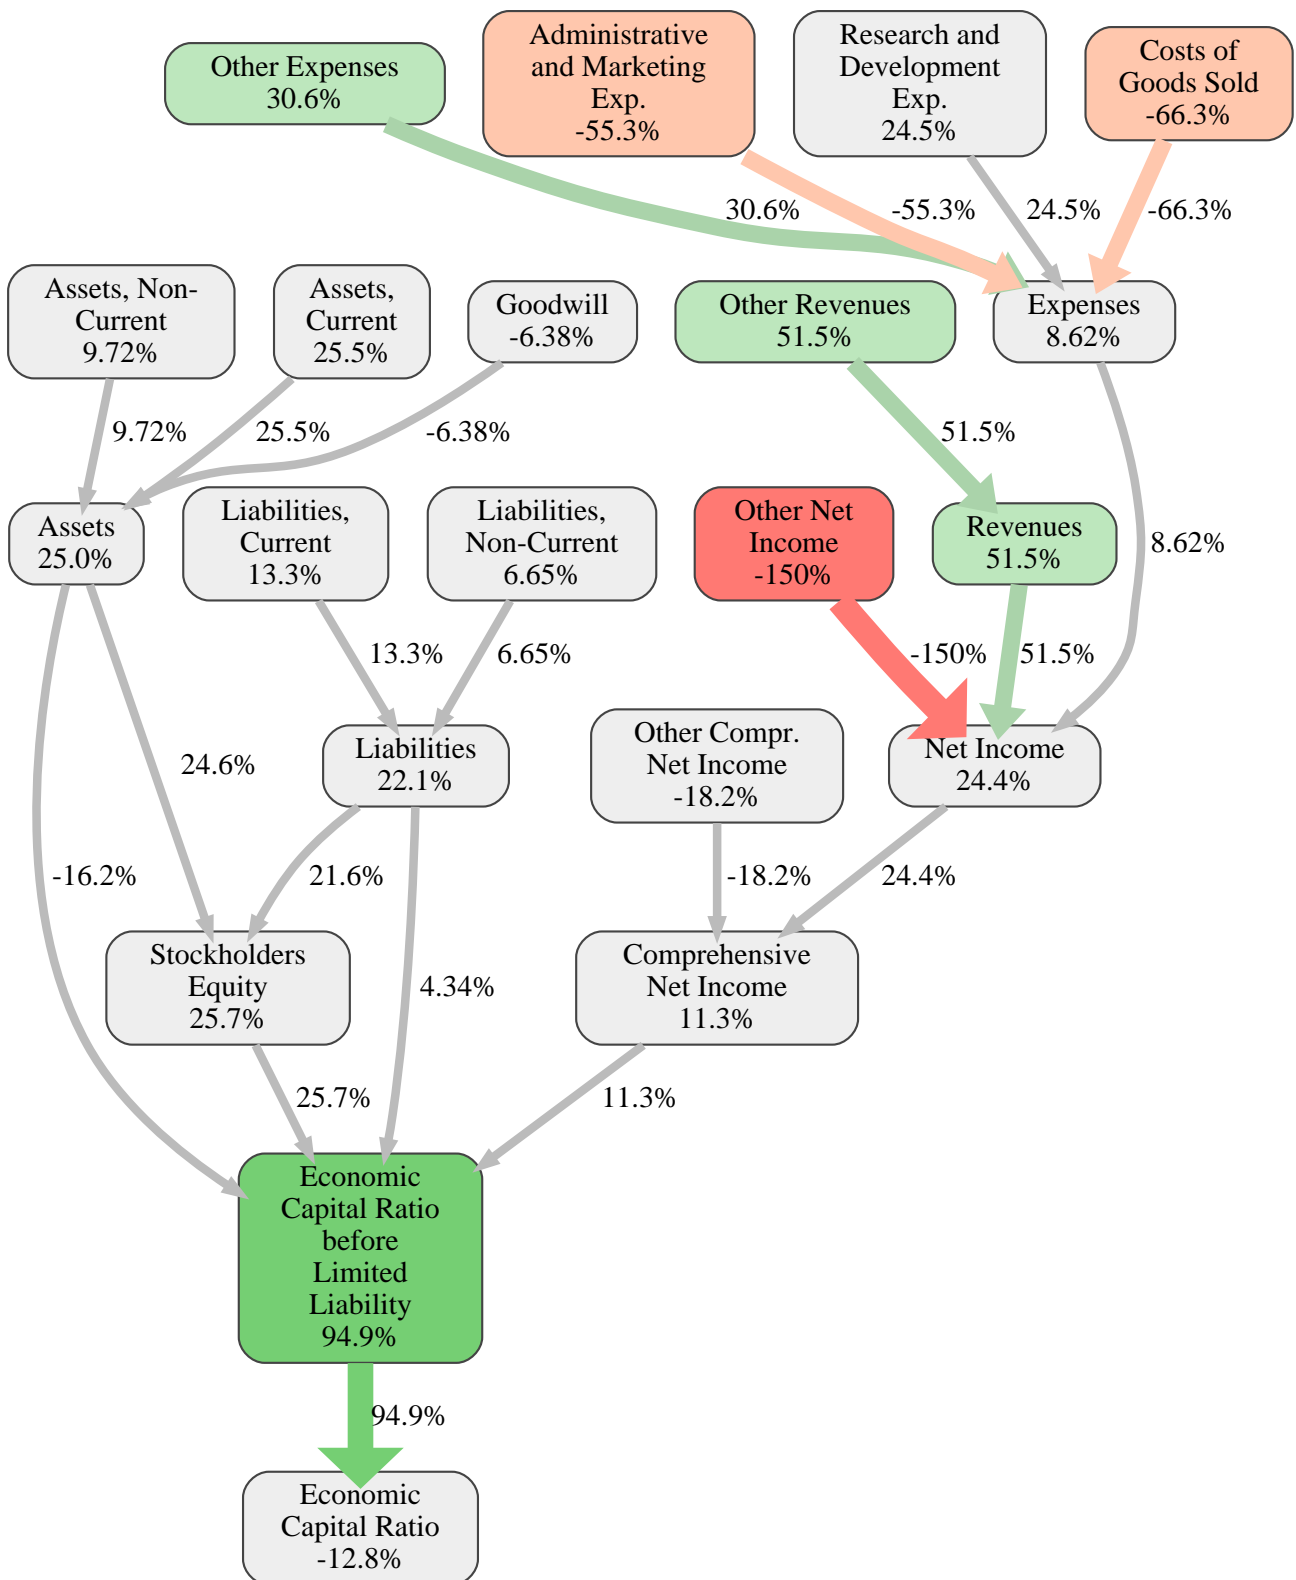 Other Expenses
30.6%
Administrative
and Marketing
Exp.
-55.3%
Research and
Development
Exp.
24.5%
Costs of
Goods Sold
-66.3%
30.6%
-55.3%
24.5%
-66.3%
Assets, Non-
Current
9.72%
Assets,
Current
25.5%
Goodwill
-6.38%
Other Revenues
51.5%
Expenses
8.62%
9.72%
25.5%
-6.38%
51.5%
Assets
25.0%
Liabilities,
Current
13.3%
Liabilities,
Non-Current
6.65%
Other Net
Income
-150%
Revenues
51.5%
8.62%
13.3%
6.65%
-150%
51.5%
24.6%
Liabilities
22.1%
Other Compr.
Net Income
-18.2%
Net Income
24.4%
-16.2%
21.6%
-18.2%
24.4%
Stockholders
Equity
25.7%
4.34%
Comprehensive
Net Income
11.3%
25.7%
11.3%
Economic
Capital Ratio
before
Limited
Liability
94.9%
94.9%
Economic
Capital Ratio
-12.8%